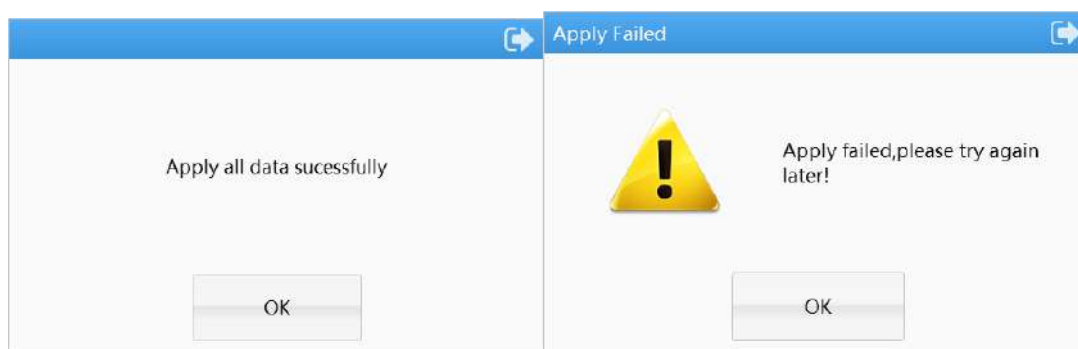 Apply all data sucessfully
OK
Apply Failed
Apply failed,please try again
later!
OK